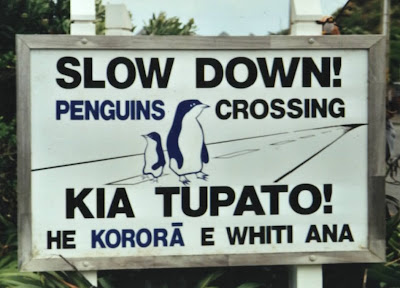 SLOW DOWN!
PENGUINS CROSSING
KIA TUPATO!
HE KORORĀ E WHITI ANA